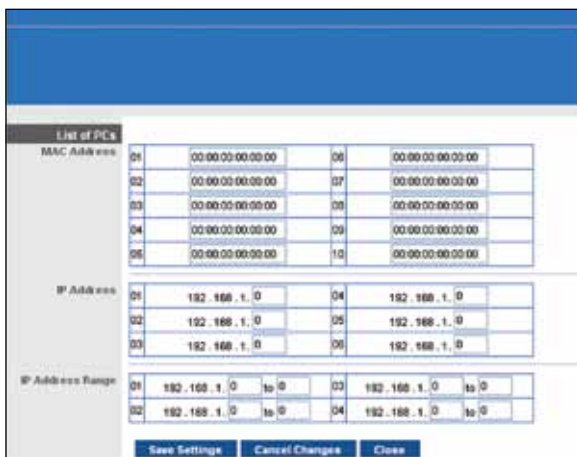 List of PCs
MAC Address
01 00:00:00:00:00:00 06 00:00:00:00:00:00
02 00:00:00:00:00:00 07 00:00:00:00:00:00
03 00:00:00:00:00:00 08 00:00:00:00:00:00
04 00:00:00:00:00:00 09 00:00:00:00:00:00
05 00:00:00:00:00:00 10 00:00:00:00:00:00
IP Address
01 192.168.1. 0 04 192.168.1. 0
02 192.168.1. 0 05 192.168.1. 0
03 192.168.1. 0 06 192.168.1. 0
IP Address Range
01 192.168.1. 0 to 0 03 192.168.1. 0 to 0
02 192.168.1. 0 to 0 04 192.168.1. 0 to 0
Save Settings Cancel Changes Close